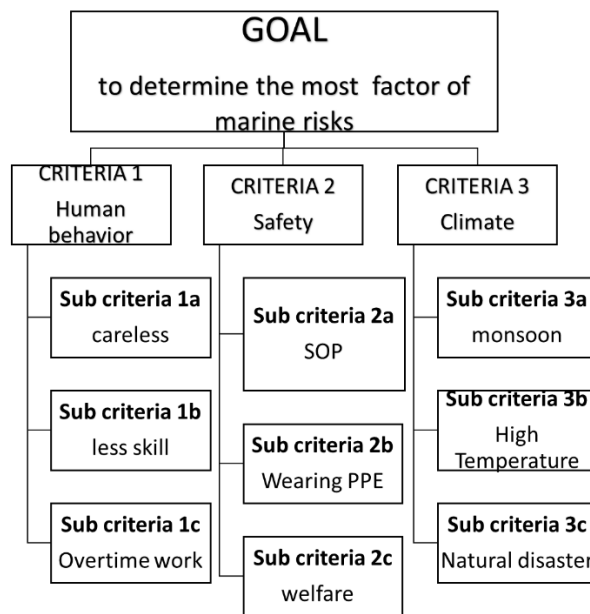 GOAL
to determine the most factor of
marine risks
CRITERIA 1
Human
behavior
CRITERIA 2
Safety
CRITERIA 3
Climate
Sub criteria 1a
careless
Sub criteria 1b
less skill
Sub criteria 1c
Overtime work
Sub criteria 2a
SOP
Sub criteria 2b
Wearing PPE
Sub criteria 2c
welfare
Sub criteria 3a
monsoon
Sub criteria 3b
High
Temperature
Sub criteria 3c
Natural disaster